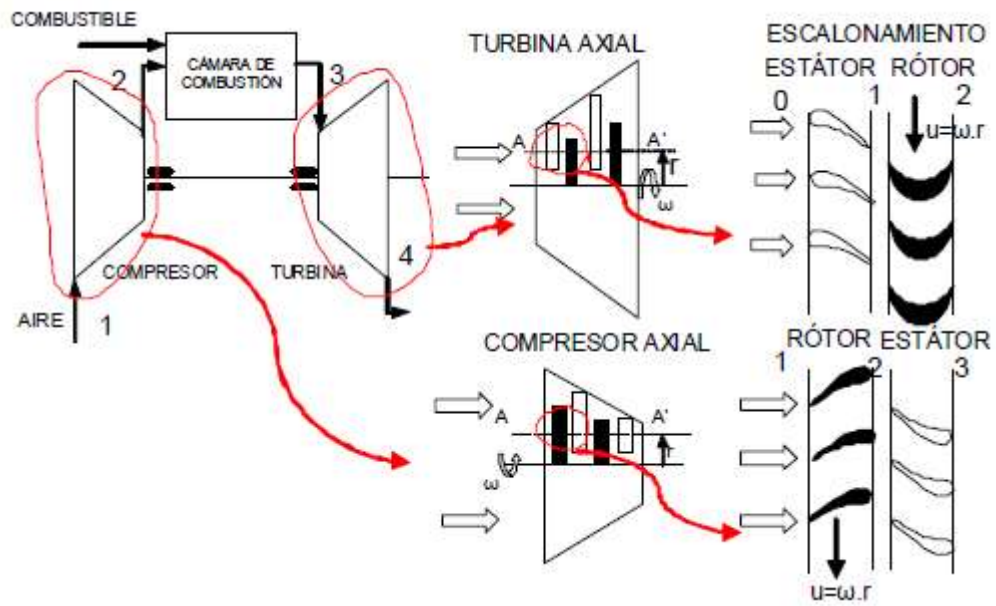 COMBUSTIBLE
CÁMARA DE
COMBUSTIÓN
2
3
COMPRESOR
TURBINA
4
AIRE
1
TURBINA AXIAL
A
A'
r
ω
ESCALONAMIENTO
ESTÁTOR
RÓTOR
0
1
2
u=ω.r
COMPRESOR AXIAL
A
A'
r
ω
RÓTOR
ESTÁTOR
1
2
3
u=ω.r